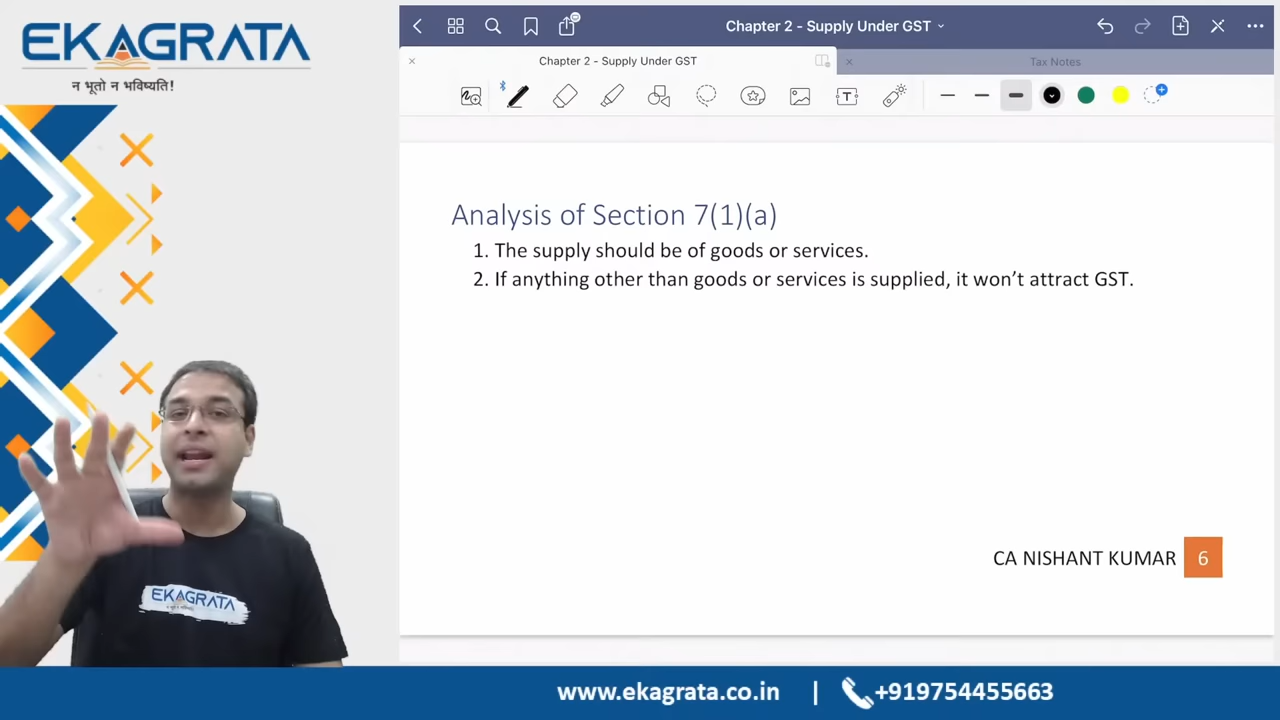 EKAGRATA
न भूतो न भविष्यति!
Chapter 2 - Supply Under GST
Chapter 2 - Supply Under GST
Tax Notes
Analysis of Section 7(1)(a)
1. The supply should be of goods or services.
2. If anything other than goods or services is supplied, it won’t attract GST.
CA NISHANT KUMAR 6
EKAGRATA
www.ekagrata.co.in | +919754455663